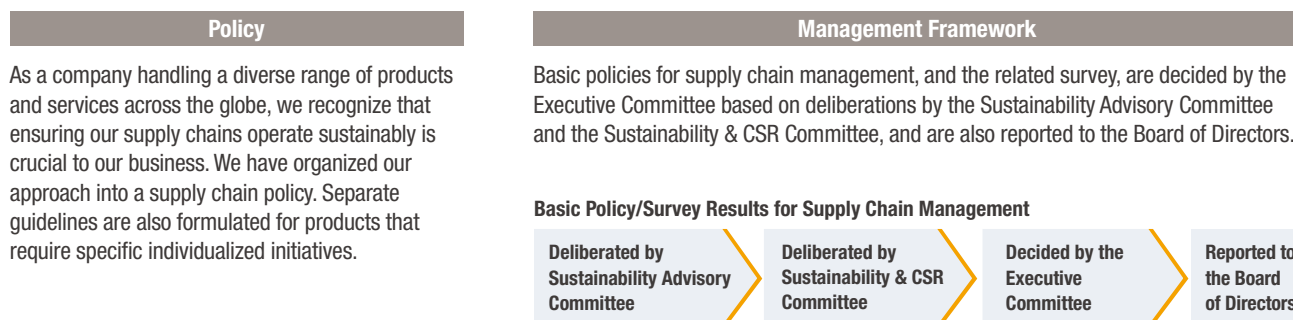 Policy
As a company handling a diverse range of products
and services across the globe, we recognize that
ensuring our supply chains operate sustainably is
crucial to our business. We have organized our
approach into a supply chain policy. Separate
guidelines are also formulated for products that
require specific individualized initiatives.
Management Framework
Basic policies for supply chain management, and the related survey, are decided by the
Executive Committee based on deliberations by the Sustainability Advisory Committee
and the Sustainability & CSR Committee, and are also reported to the Board of Directors.
Basic Policy/Survey Results for Supply Chain Management
Deliberated by
Sustainability Advisory
Committee
Deliberated by
Sustainability & CSR
Committee
Decided by the
Executive
Committee
Reported to
the Board
of Directors